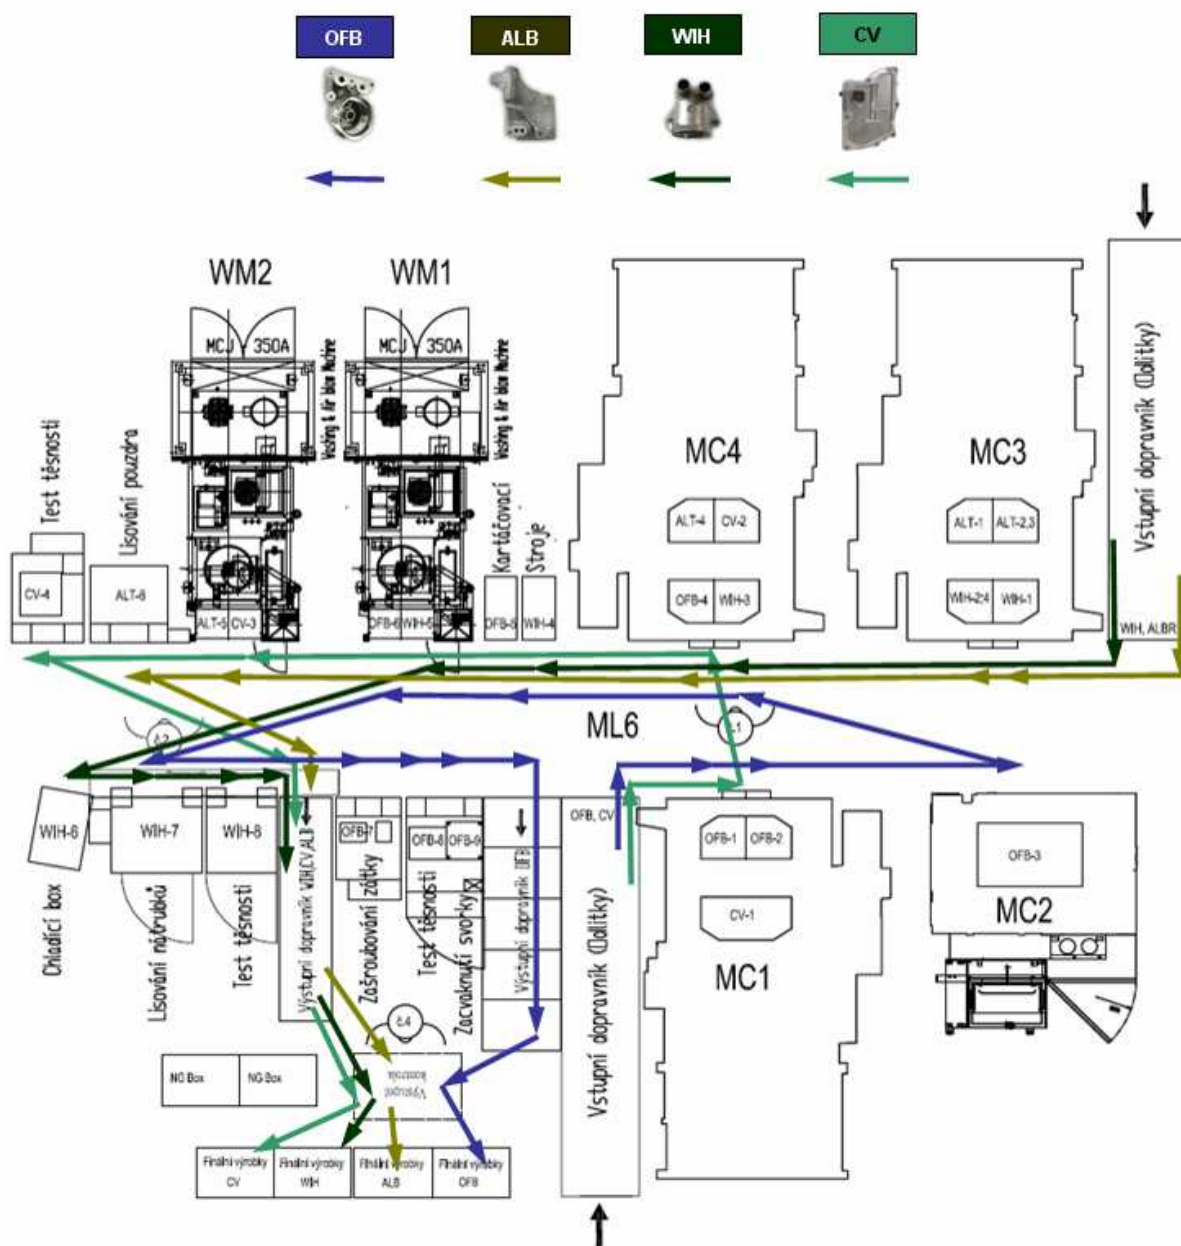 OFB
ALB
WIH
CV
WM2
WM1
MCJ - 350A
MCJ - 350A
Washing & Air blow Machine
Washing & Air blow Machine
MC4
MC3
Vstupní dopravník (Odlitky)
Test těsnosti
Lisování pouzdra
Kartáčovací
Stroje
ALT-4
CV-2
OFB-4
WIH-3
ALT-1
ALT-2,3
WIH-2;4
WIH-1
CV-4
ALT-6
ALT-5
CV-3
OFB-6
WIH-5
OFB-5
WIH-4
WIH, ALBR
ML6
č.2
č.1
WIH-6
WIH-7
WIH-8
Výstupní dopravník WIH,CV,ALB
OFB-7
OFB-8
OFB-9
Výstupní dopravník OFB
OFB, CV
Vstupní dopravník (Odlitky)
OFB-1
OFB-2
CV-1
MC1
OFB-3
MC2
Chladící box
Lisování nátrubků
Test těsnosti
Zašroubování zátky
Test těsnosti
Zacvaknutí svorky
č.4
Výstupní
kontrola
NG Box
NG Box
Finální výrobky
CV
Finální výrobky
WIH
Finální výrobky
ALB
Finální výrobky
OFB